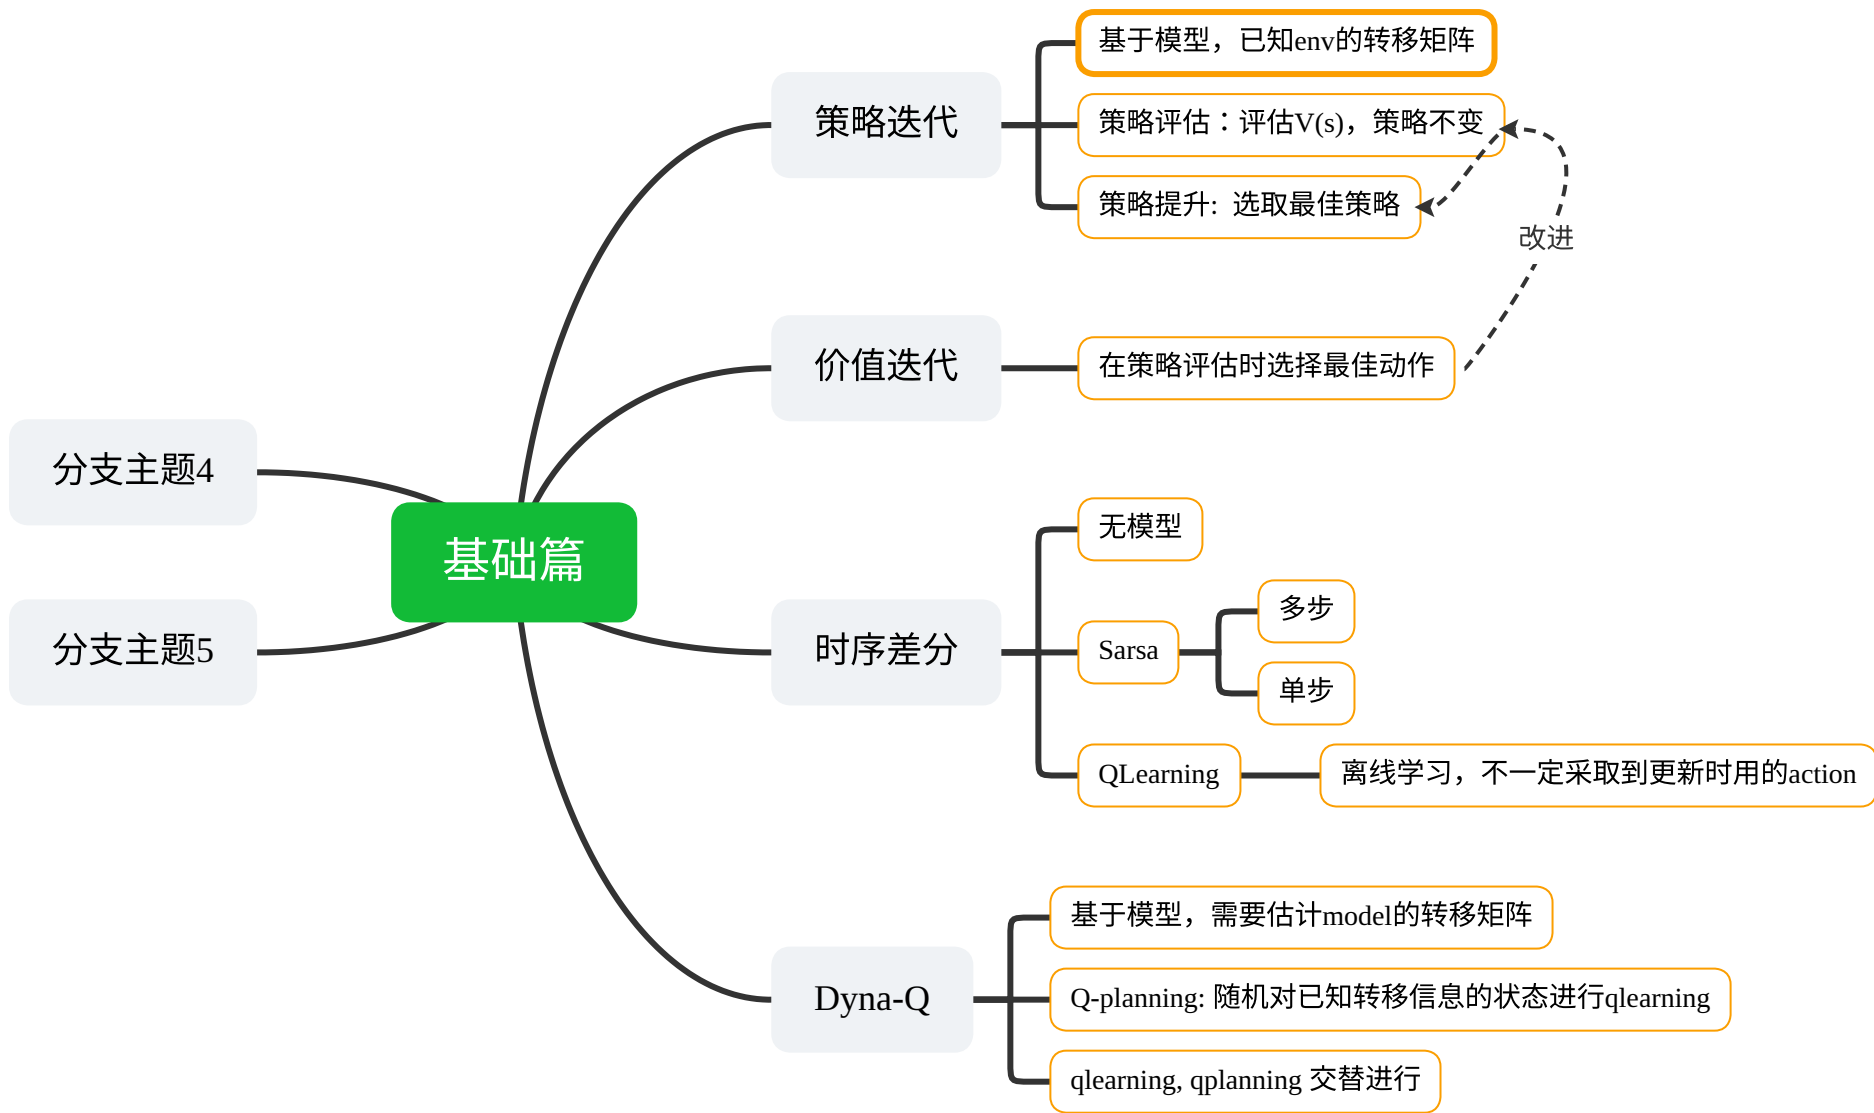 基于模型，已知env的转移矩阵
策略迭代
策略评估：评估V(s)，策略不变
策略提升:  选取最佳策略
改进
价值迭代
在策略评估时选择最佳动作
分支主题4
基础篇
分支主题5
无模型
时序差分
多步
Sarsa
单步
QLearning
离线学习，不一定采取到更新时用的action
基于模型，需要估计model的转移矩阵
Dyna-Q
Q-planning: 随机对已知转移信息的状态进行qlearning
qlearning, qplanning 交替进行